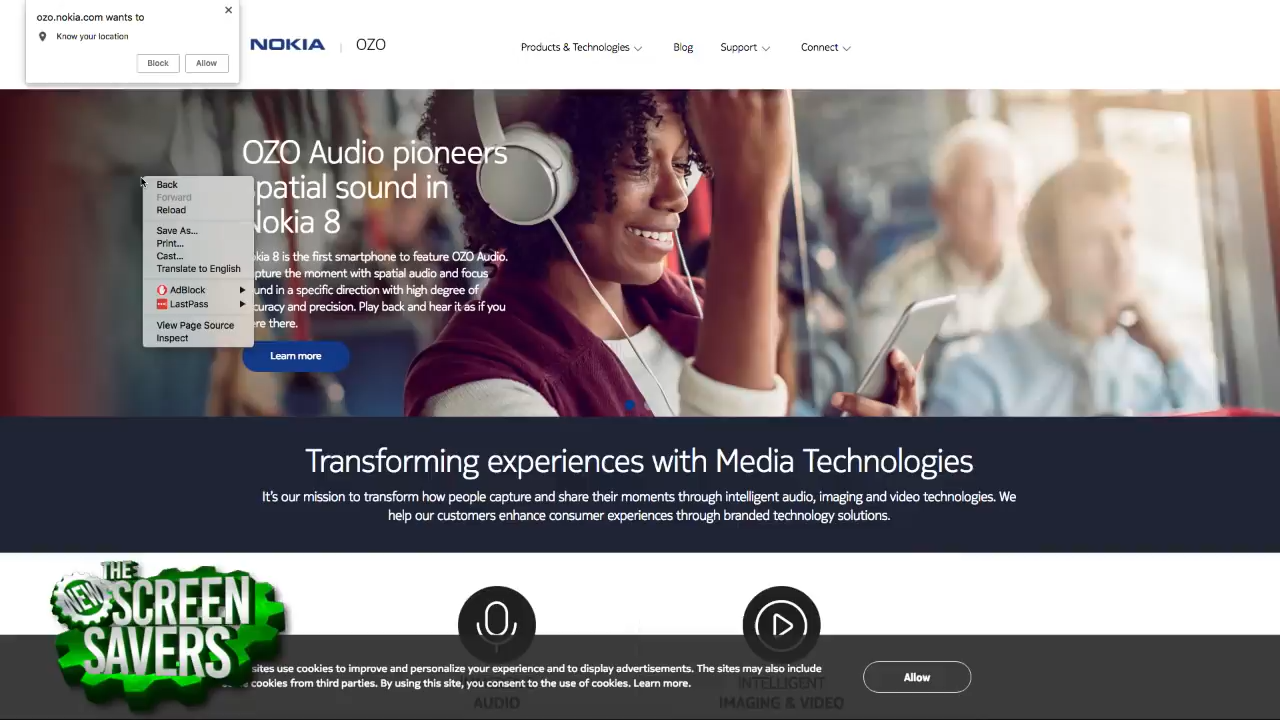 ozo.nokia.com wants to
Know your location
Block
Allow
NOKIA
OZO
Products & Technologies
Blog
Support
Connect
OZO Audio pioneers
spatial sound in
Nokia 8
Back
Forward
Reload
Save As...
Print...
Cast...
Translate to English
AdBlock
LastPass
View Page Source
Inspect
kia 8 is the first smartphone to feature OZO Audio.
pture the moment with spatial audio and focus
und in a specific direction with high degree of
curacy and precision. Play back and hear it as if you
ere there.
Learn more
Transforming experiences with Media Technologies
It's our mission to transform how people capture and share their moments through intelligent audio, imaging and video technologies. We
help our customers enhance consumer experiences through branded technology solutions.
THE
NEW
SCREEN
SAVERS
sites use cookies to improve and personalize your experience and to display advertisements. The sites may also include
cookies from third parties. By using this site, you consent to the use of cookies. Learn more.
Allow
AUDIO
INTELLIGENT
IMAGING & VIDEO